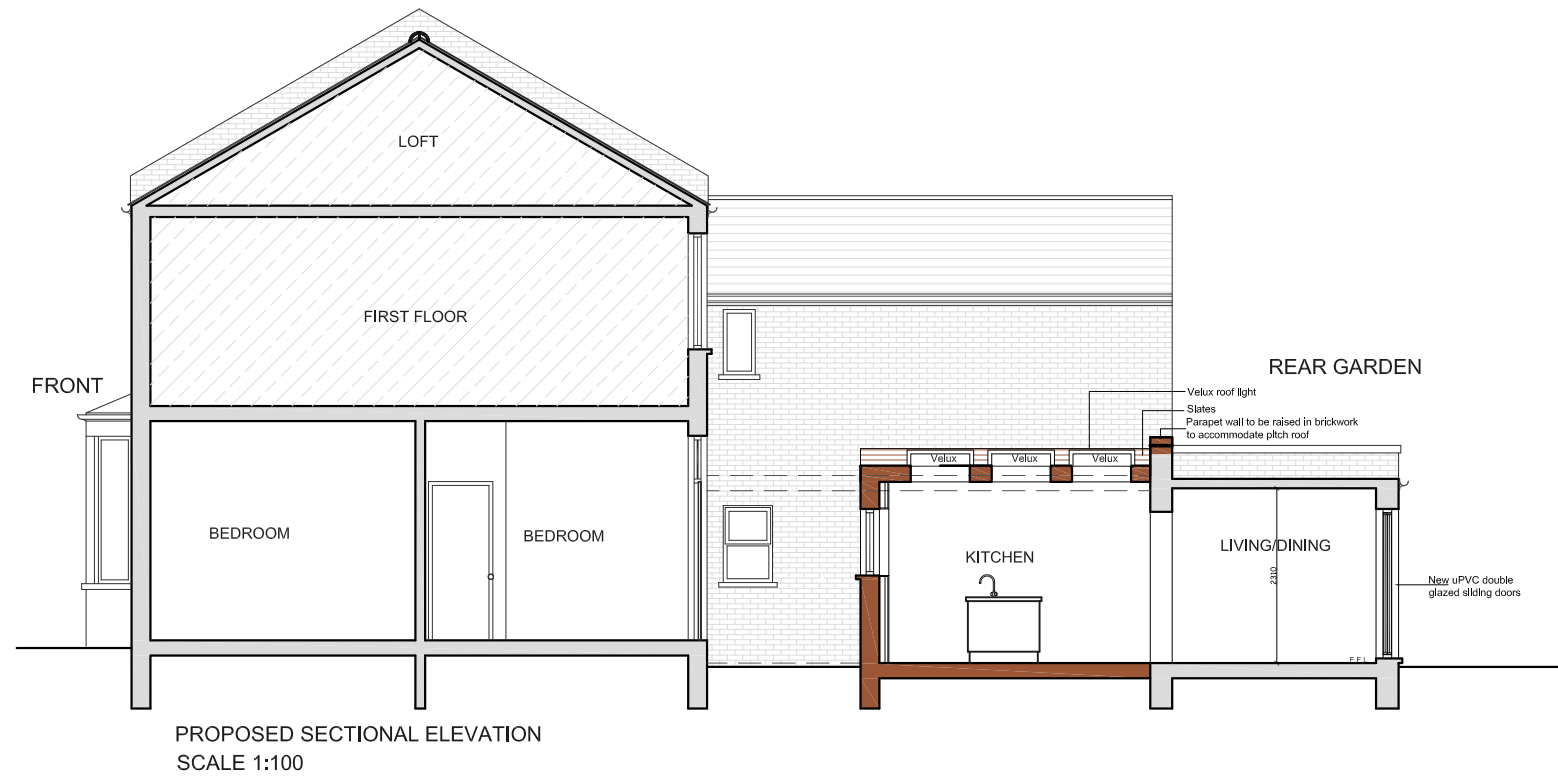 LOFT
FIRST FLOOR
FRONT
REAR GARDEN
Velux roof light
Slates
Parapet wall to be raised in brickwork
to accommodate pitch roof
Velux
Velux
Velux
BEDROOM
BEDROOM
KITCHEN
LIVING/DINING
2310
New uPVC double
glazed sliding doors
F F L
PROPOSED SECTIONAL ELEVATION
SCALE 1:100